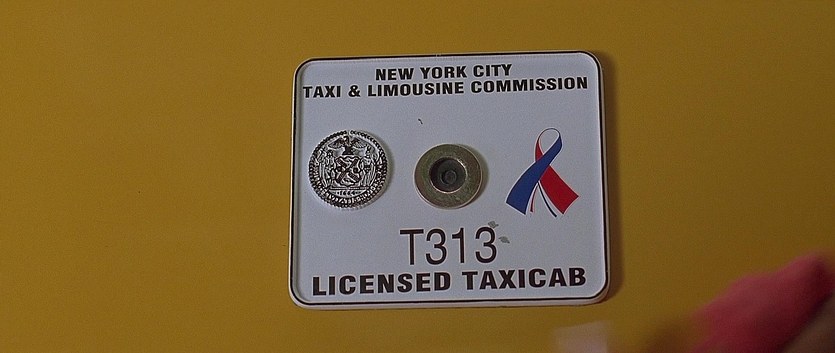 NEW YORK CITY
TAXI & LIMOUSINE COMMISSION
T313
LICENSED TAXICAB